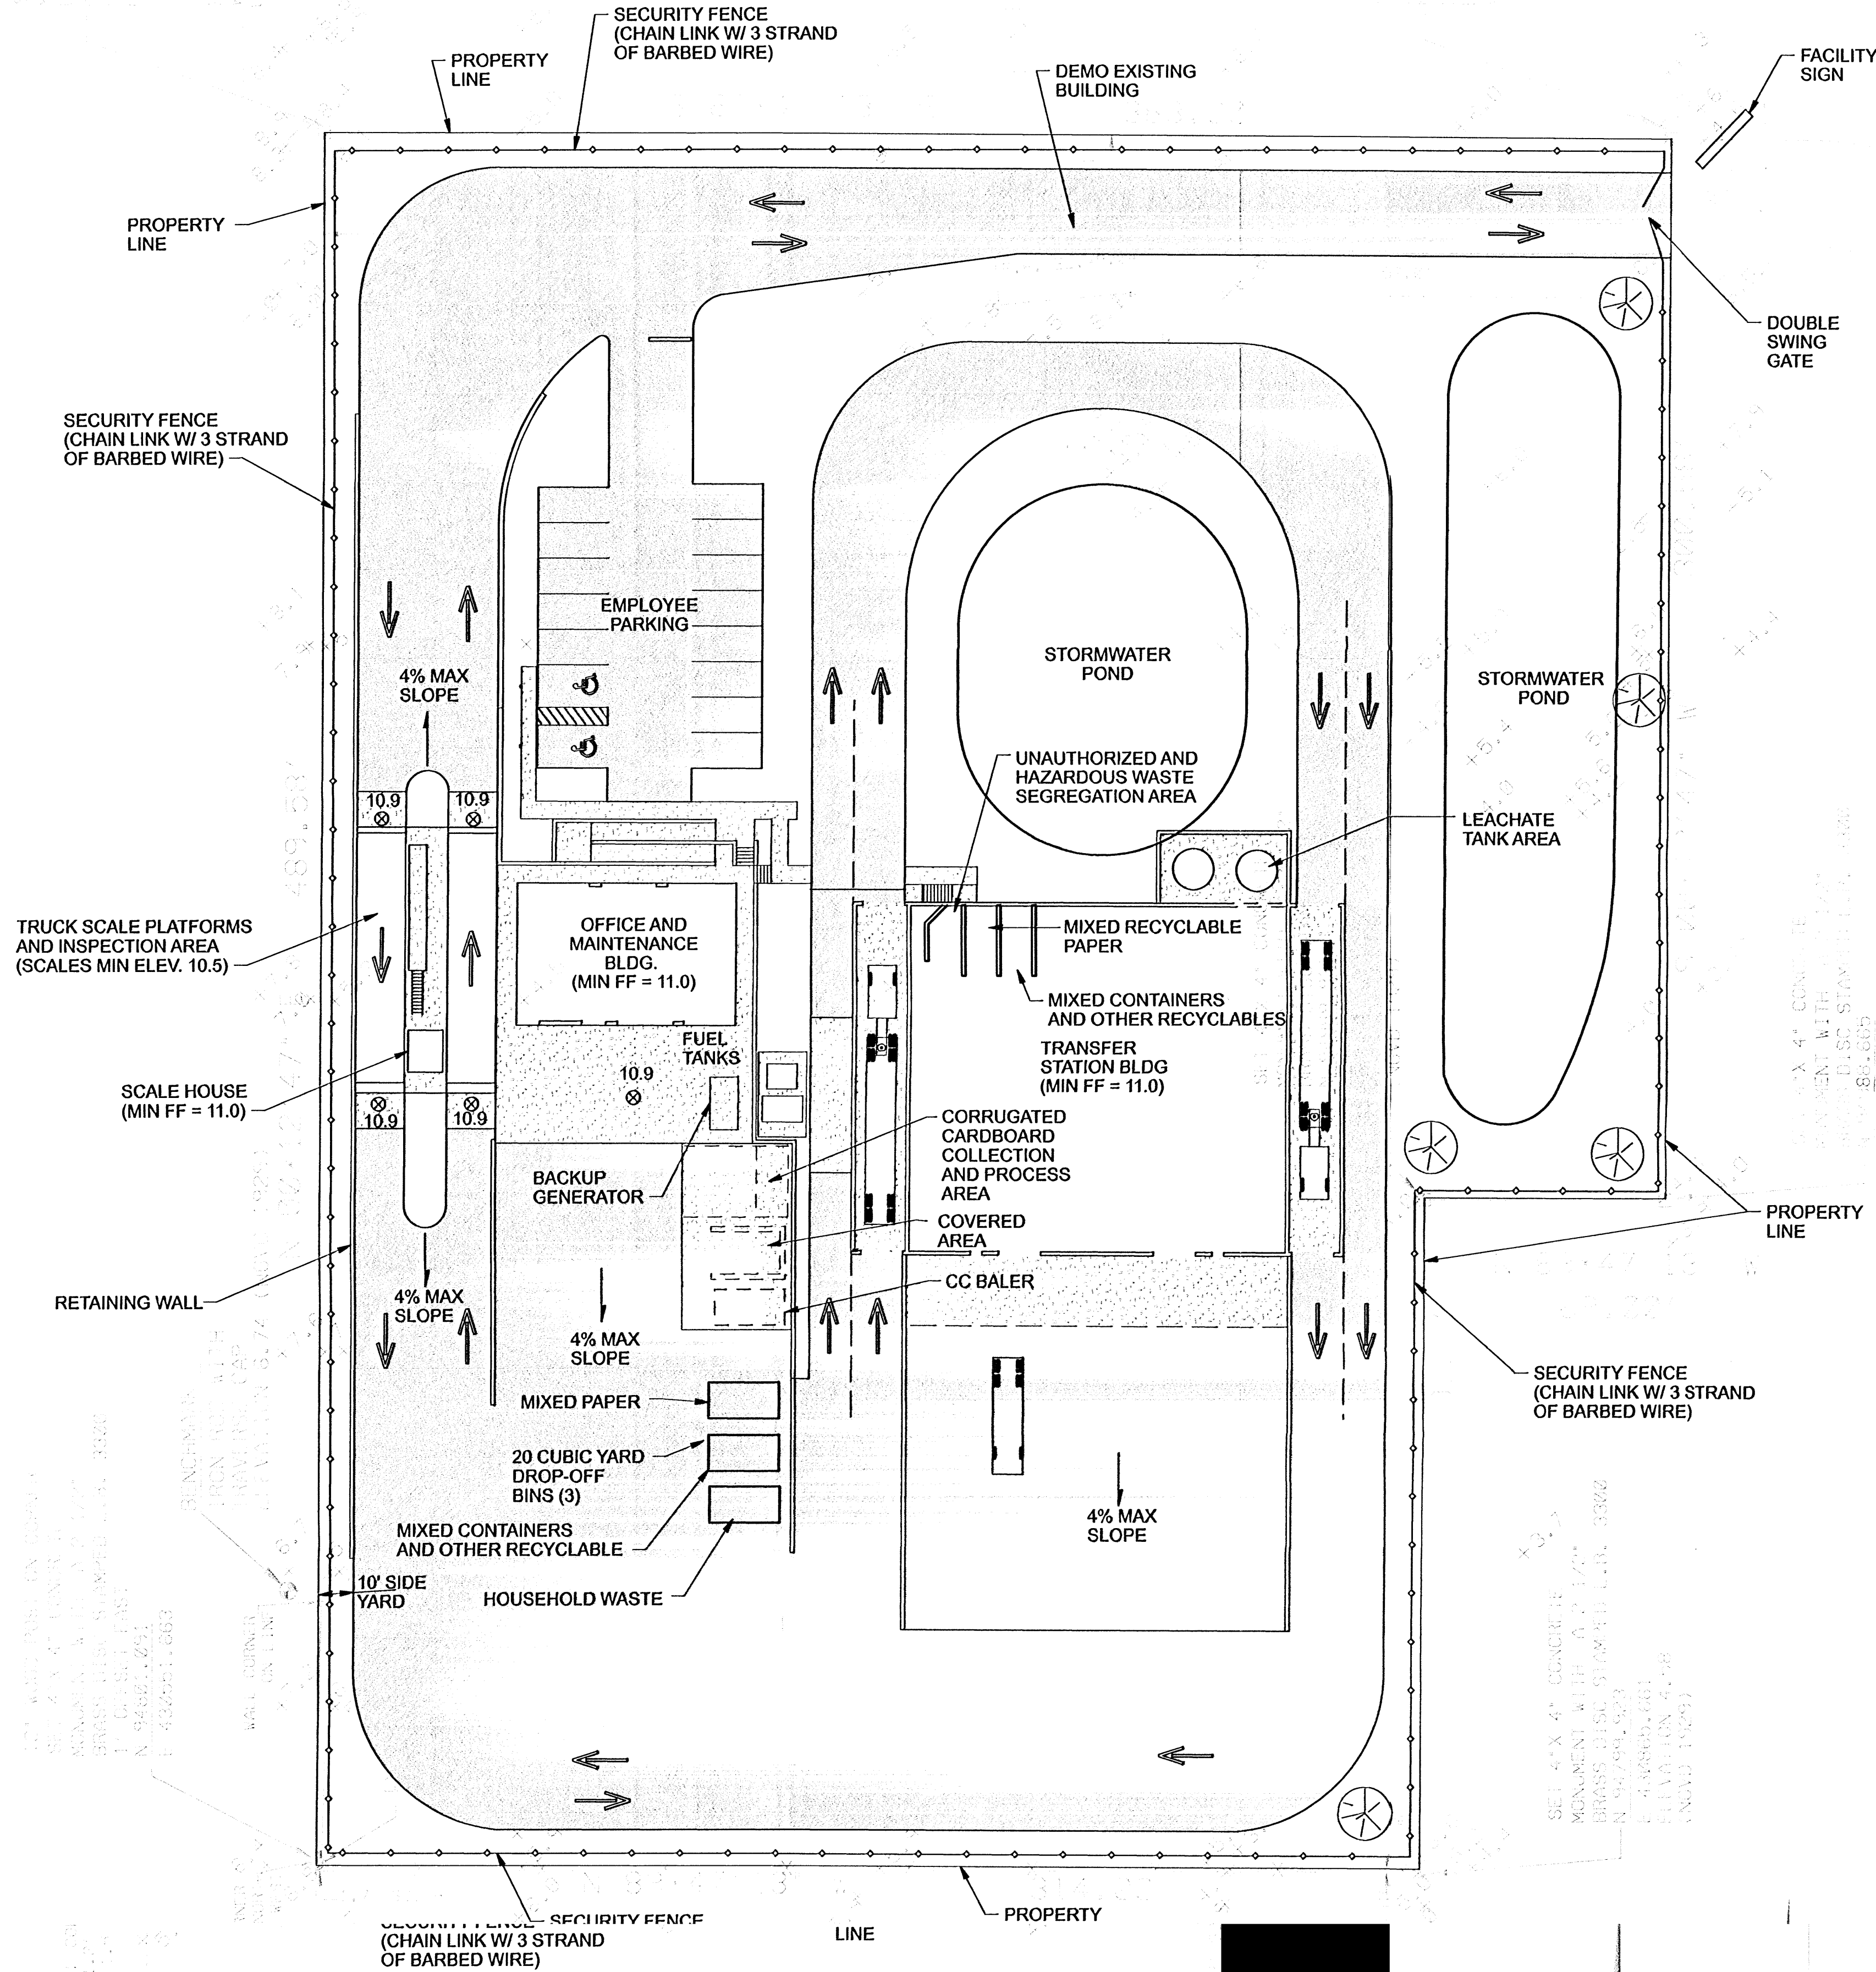 SECURITY FENCE
(CHAIN LINK W/ 3 STRAND
OF BARBED WIRE)
PROPERTY
LINE
DEMO EXISTING
BUILDING
FACILITY
SIGN
PROPERTY
LINE
DOUBLE
SWING
GATE
SECURITY FENCE
(CHAIN LINK W/ 3 STRAND
OF BARBED WIRE)
EMPLOYEE
PARKING
4% MAX
SLOPE
STORMWATER
POND
STORMWATER
POND
UNAUTHORIZED AND
HAZARDOUS WASTE
SEGREGATION AREA
10.9
10.9
LEACHATE
TANK AREA
TRUCK SCALE PLATFORMS
AND INSPECTION AREA
(SCALES MIN ELEV. 10.5)
OFFICE AND
MAINTENANCE
BLDG.
(MIN FF = 11.0)
MIXED RECYCLABLE
PAPER
MIXED CONTAINERS
AND OTHER RECYCLABLES
FUEL
TANKS
10.9
TRANSFER
STATION BLDG
(MIN FF = 11.0)
SCALE HOUSE
(MIN FF = 11.0)
10.9
10.9
CORRUGATED
CARDBOARD
COLLECTION
AND PROCESS
AREA
BACKUP
GENERATOR
COVERED
AREA
PROPERTY
LINE
CC BALER
RETAINING WALL
4% MAX
SLOPE
4% MAX
SLOPE
MIXED PAPER
SECURITY FENCE
(CHAIN LINK W/ 3 STRAND
OF BARBED WIRE)
20 CUBIC YARD
DROP-OFF
BINS (3)
4% MAX
SLOPE
MIXED CONTAINERS
AND OTHER RECYCLABLE
10' SIDE
YARD
HOUSEHOLD WASTE
SET 4" X 4" CONCRETE
SECURITY FENCE
SECURITY FENCE
(CHAIN LINK W/ 3 STRAND
OF BARBED WIRE)
PROPERTY
LINE